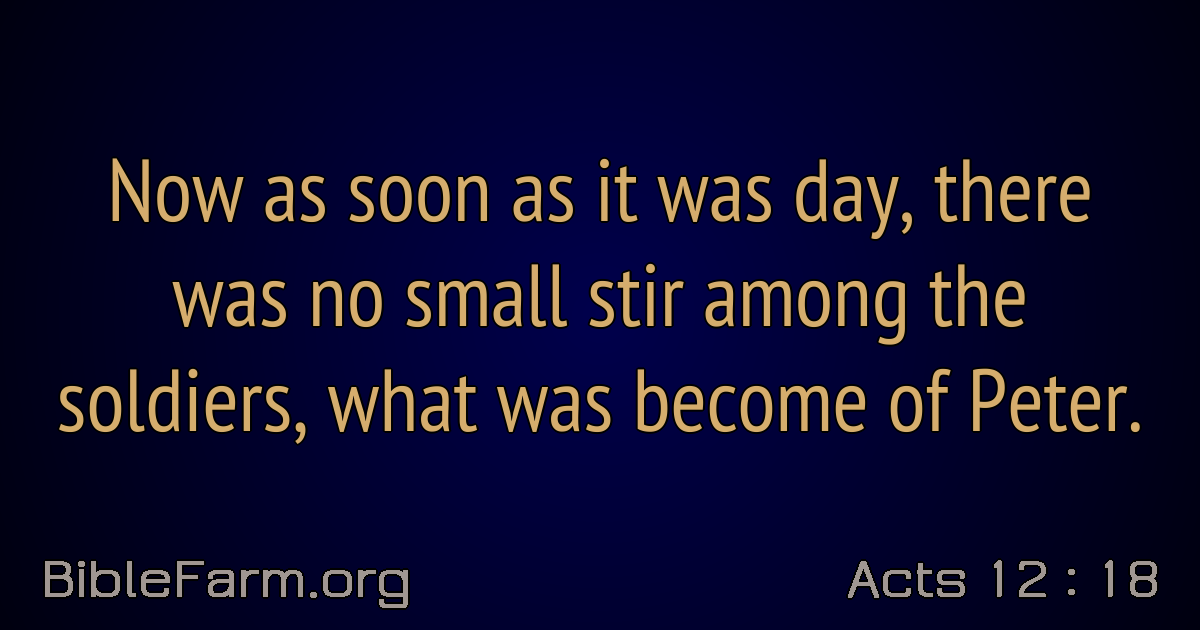 Now as soon as it was day, there
was no small stir among the
soldiers, what was become of Peter.
BibleFarm.org
Acts 12 : 18